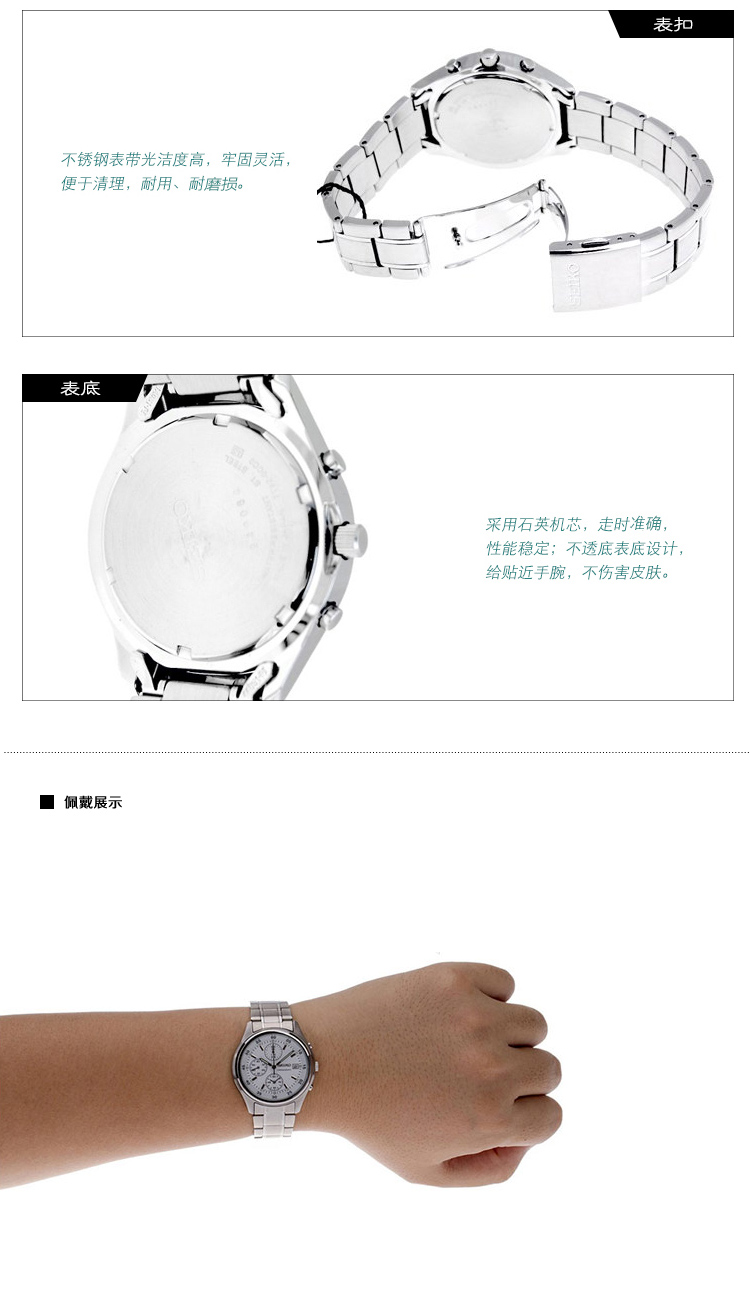 表扣
不锈钢表带光洁度高，牢固灵活，
便于清理，耐用、耐磨损。
SEIKO
表底
采用石英机芯，走时准确，
性能稳定；不透底表底设计，
给贴近手腕，不伤害皮肤。
佩戴展示